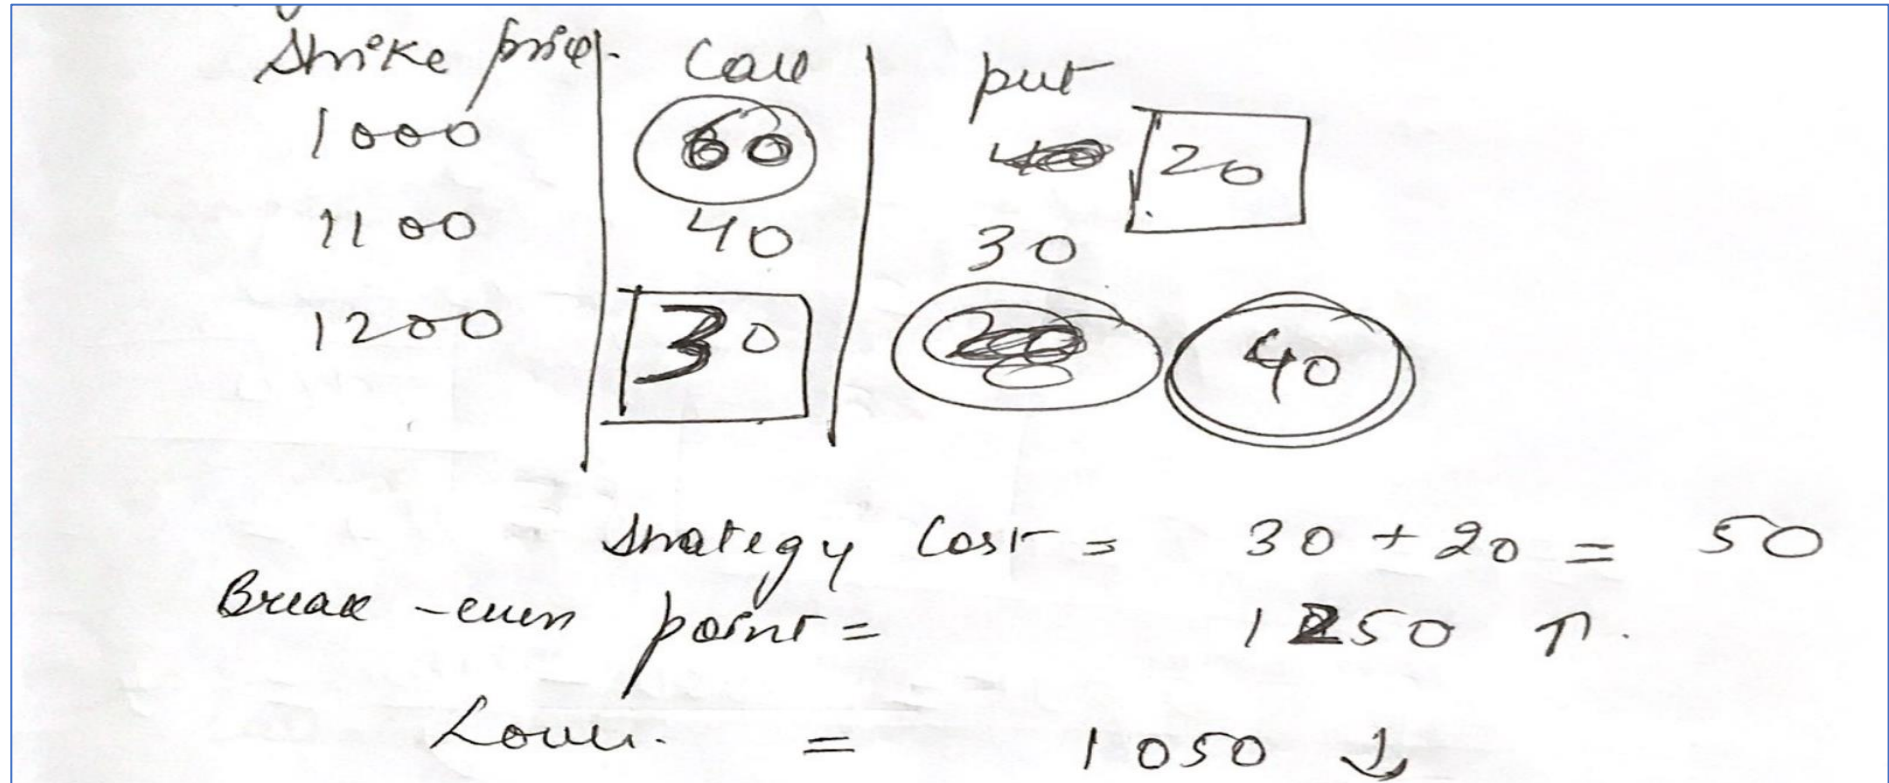 Strike price. Call put
1000 60 20
1100 40 30
1200 30 40
Strategy Cost = 30 + 20 = 50
Break-even point = 1250 ↑.
Lower. = 1050 ↓